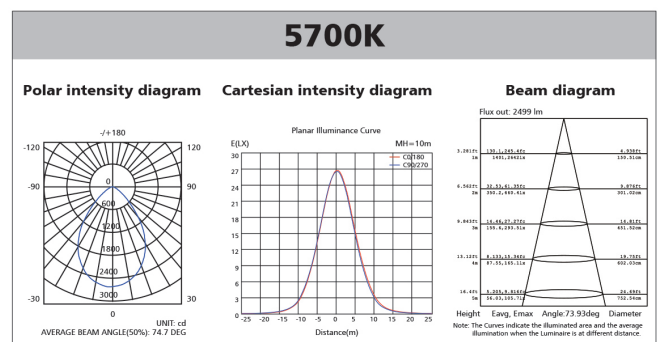 5700K
Polar intensity diagram
Cartesian intensity diagram
Beam diagram
-/+180
-120
120
-90
90
-30
30
0
0
600
1200
1800
2400
3000
UNIT: cd
AVERAGE BEAM ANGLE(50%): 74.7 DEG
Planar Illuminance Curve
E(LX)
MH=10m
C0/180
C90/270
30
27
24
21
18
15
12
9
6
3
0
-25 -20 -15 -10 -5 0 5 10 15 20 25
Distance(m)
Flux out: 2499 lm
3.281ft
1m
4.938ft
150.51cm
6.562ft
2m
9.876ft
301.02cm
9.843ft
3m
14.81ft
451.52cm
13.12ft
4m
19.75ft
602.03cm
16.4ft
5m
24.69ft
752.54cm
Height Eavg, Emax Angle:73.93deg Diameter
Note: The Curves indicate the illuminated area and the average
illumination when the Luminaire is at different distance.